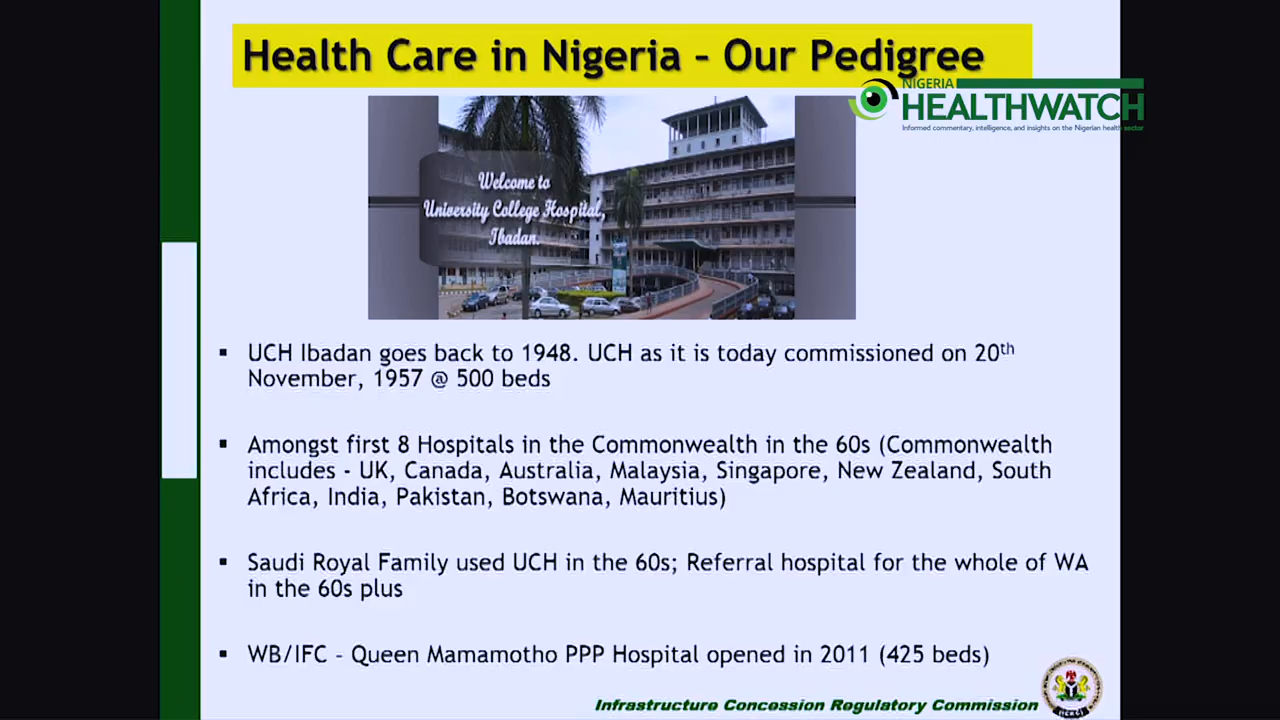 Health Care in Nigeria – Our Pedigree
NIGERIA
HEALTHWATCH
Informed commentary, intelligence, and insights on the Nigerian health sector
Welcome to
University College Hospital,
Ibadan.
▪ UCH Ibadan goes back to 1948. UCH as it is today commissioned on 20th
November, 1957 @ 500 beds
▪ Amongst first 8 Hospitals in the Commonwealth in the 60s (Commonwealth
includes - UK, Canada, Australia, Malaysia, Singapore, New Zealand, South
Africa, India, Pakistan, Botswana, Mauritius)
▪ Saudi Royal Family used UCH in the 60s; Referral hospital for the whole of WA
in the 60s plus
▪ WB/IFC – Queen Mamamotho PPP Hospital opened in 2011 (425 beds)
Infrastructure Concession Regulatory Commission